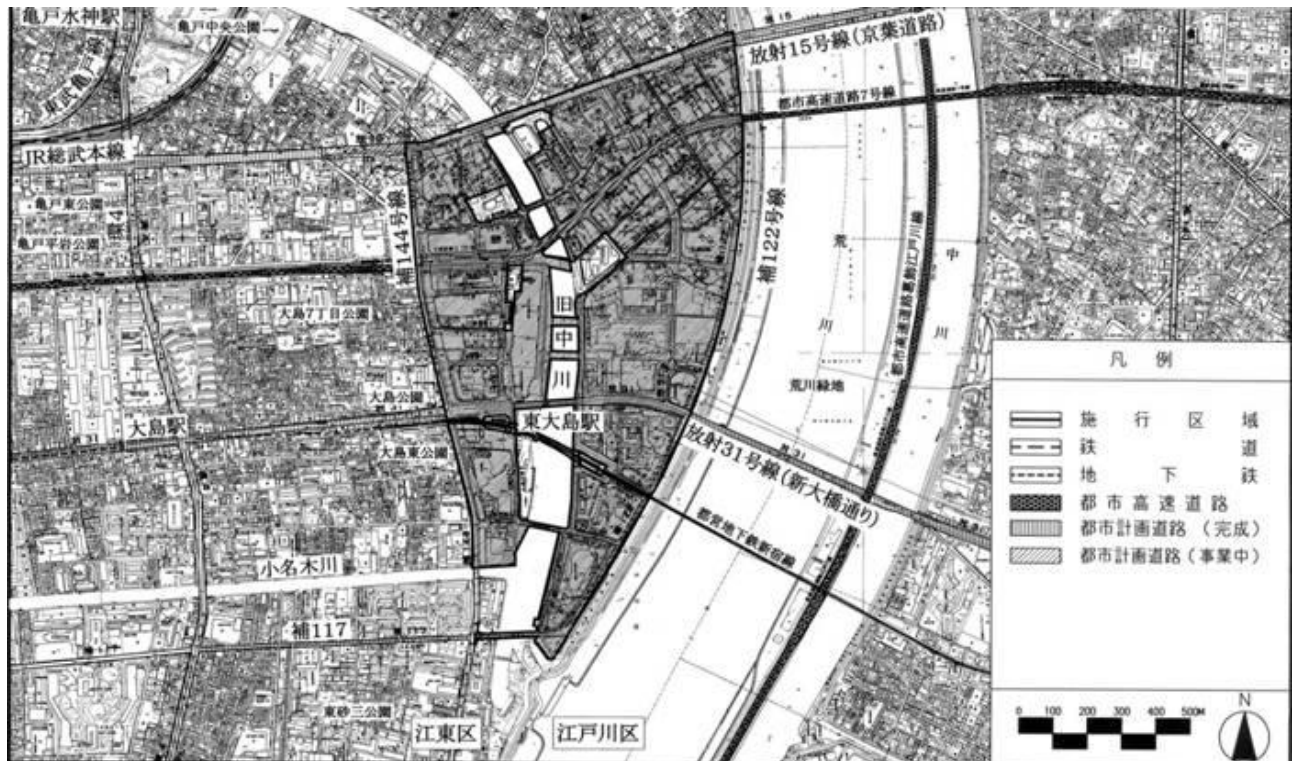 亀戸水神駅
亀戸中央公園
東武亀戸線
放射15号線(京葉道路)
都市高速道路7号線
JR総武本線
亀戸東公園
亀戸平岩公園
補144号線
補122号線
荒
川
中
川
都市高速道路葛飾江戸川線
旧
中
川
大島7丁目公園
荒川緑地
大島公園
大島駅
東大島駅
大島東公園
放射31号線(新大橋通り)
都営地下鉄新宿線
小名木川
補117
東砂三公園
江東区
江戸川区
凡例
施行区域
鉄道
地下鉄
都市高速道路
都市計画道路(完成)
都市計画道路(事業中)
0 100 200 300 400 500M
N